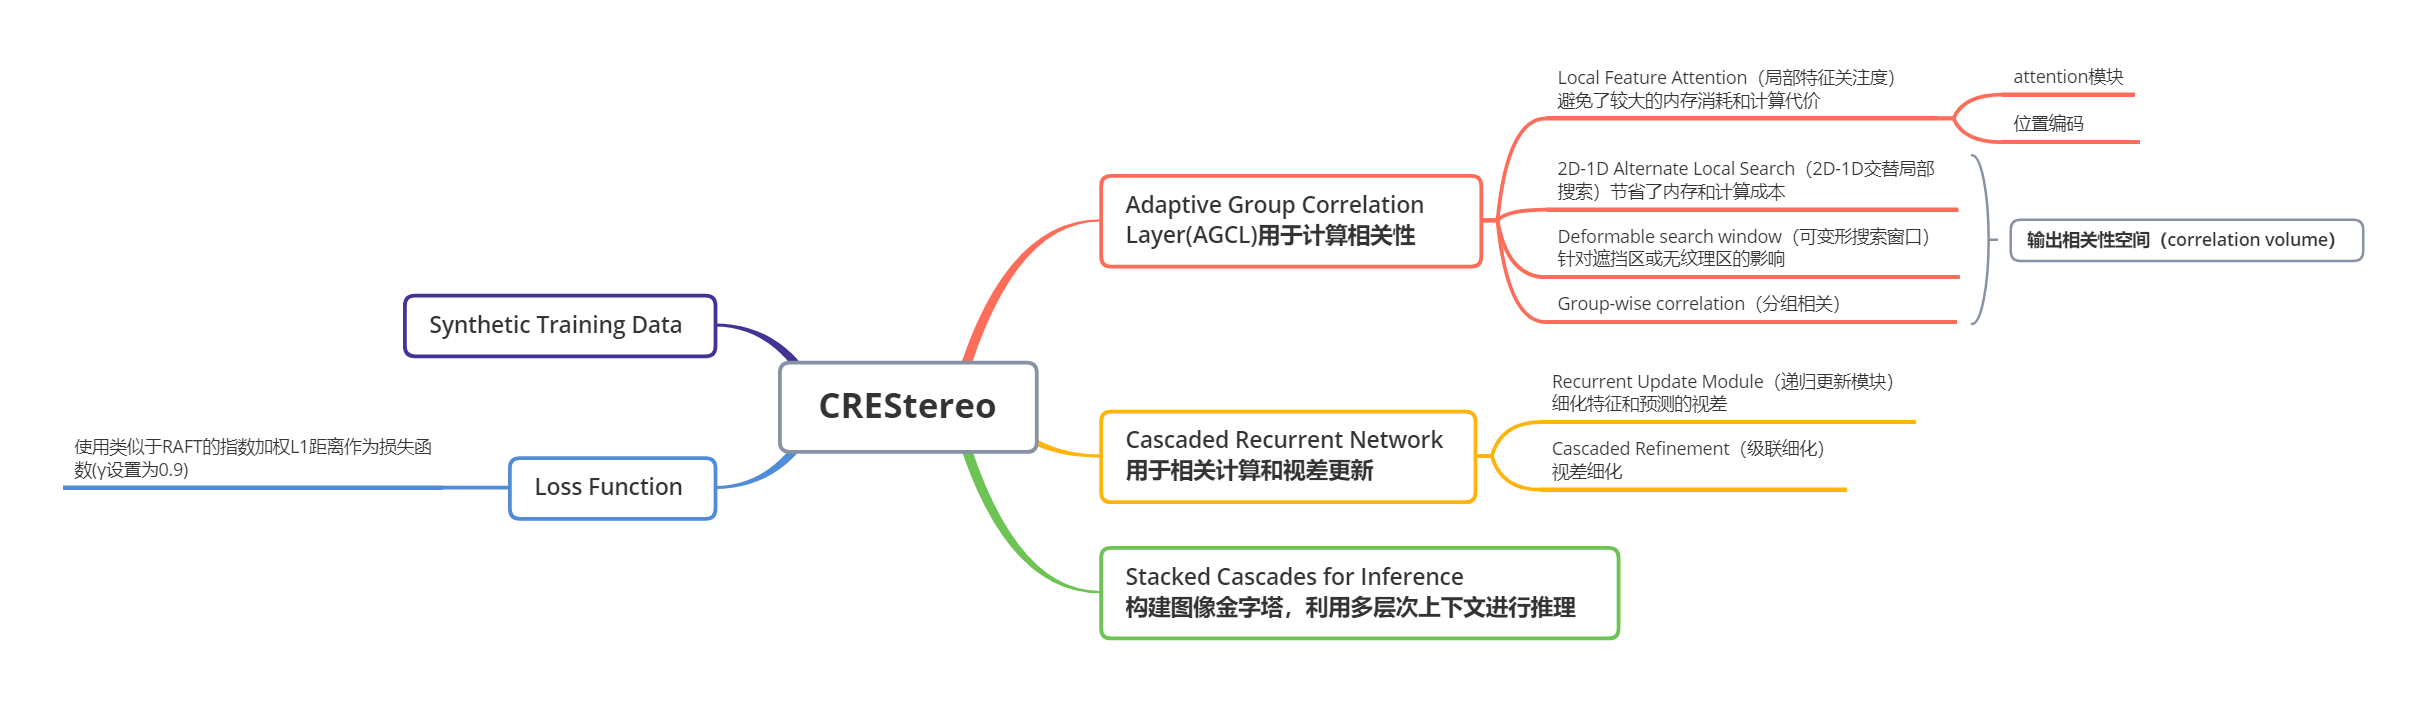 CREStereo
Adaptive Group Correlation
Layer(AGCL)用于计算相关性
Local Feature Attention（局部特征关注度）
避免了较大的内存消耗和计算代价
attention模块
位置编码
2D-1D Alternate Local Search（2D-1D交替局部
搜索）节省了内存和计算成本
Deformable search window（可变形搜索窗口）
针对遮挡区或无纹理区的影响
Group-wise correlation（分组相关）
输出相关性空间（correlation volume）
Cascaded Recurrent Network
用于相关计算和视差更新
Recurrent Update Module（递归更新模块）
细化特征和预测的视差
Cascaded Refinement（级联细化）
视差细化
Stacked Cascades for Inference
构建图像金字塔，利用多层次上下文进行推理
Synthetic Training Data
Loss Function
使用类似于RAFT的指数加权L1距离作为损失函
数(γ设置为0.9)